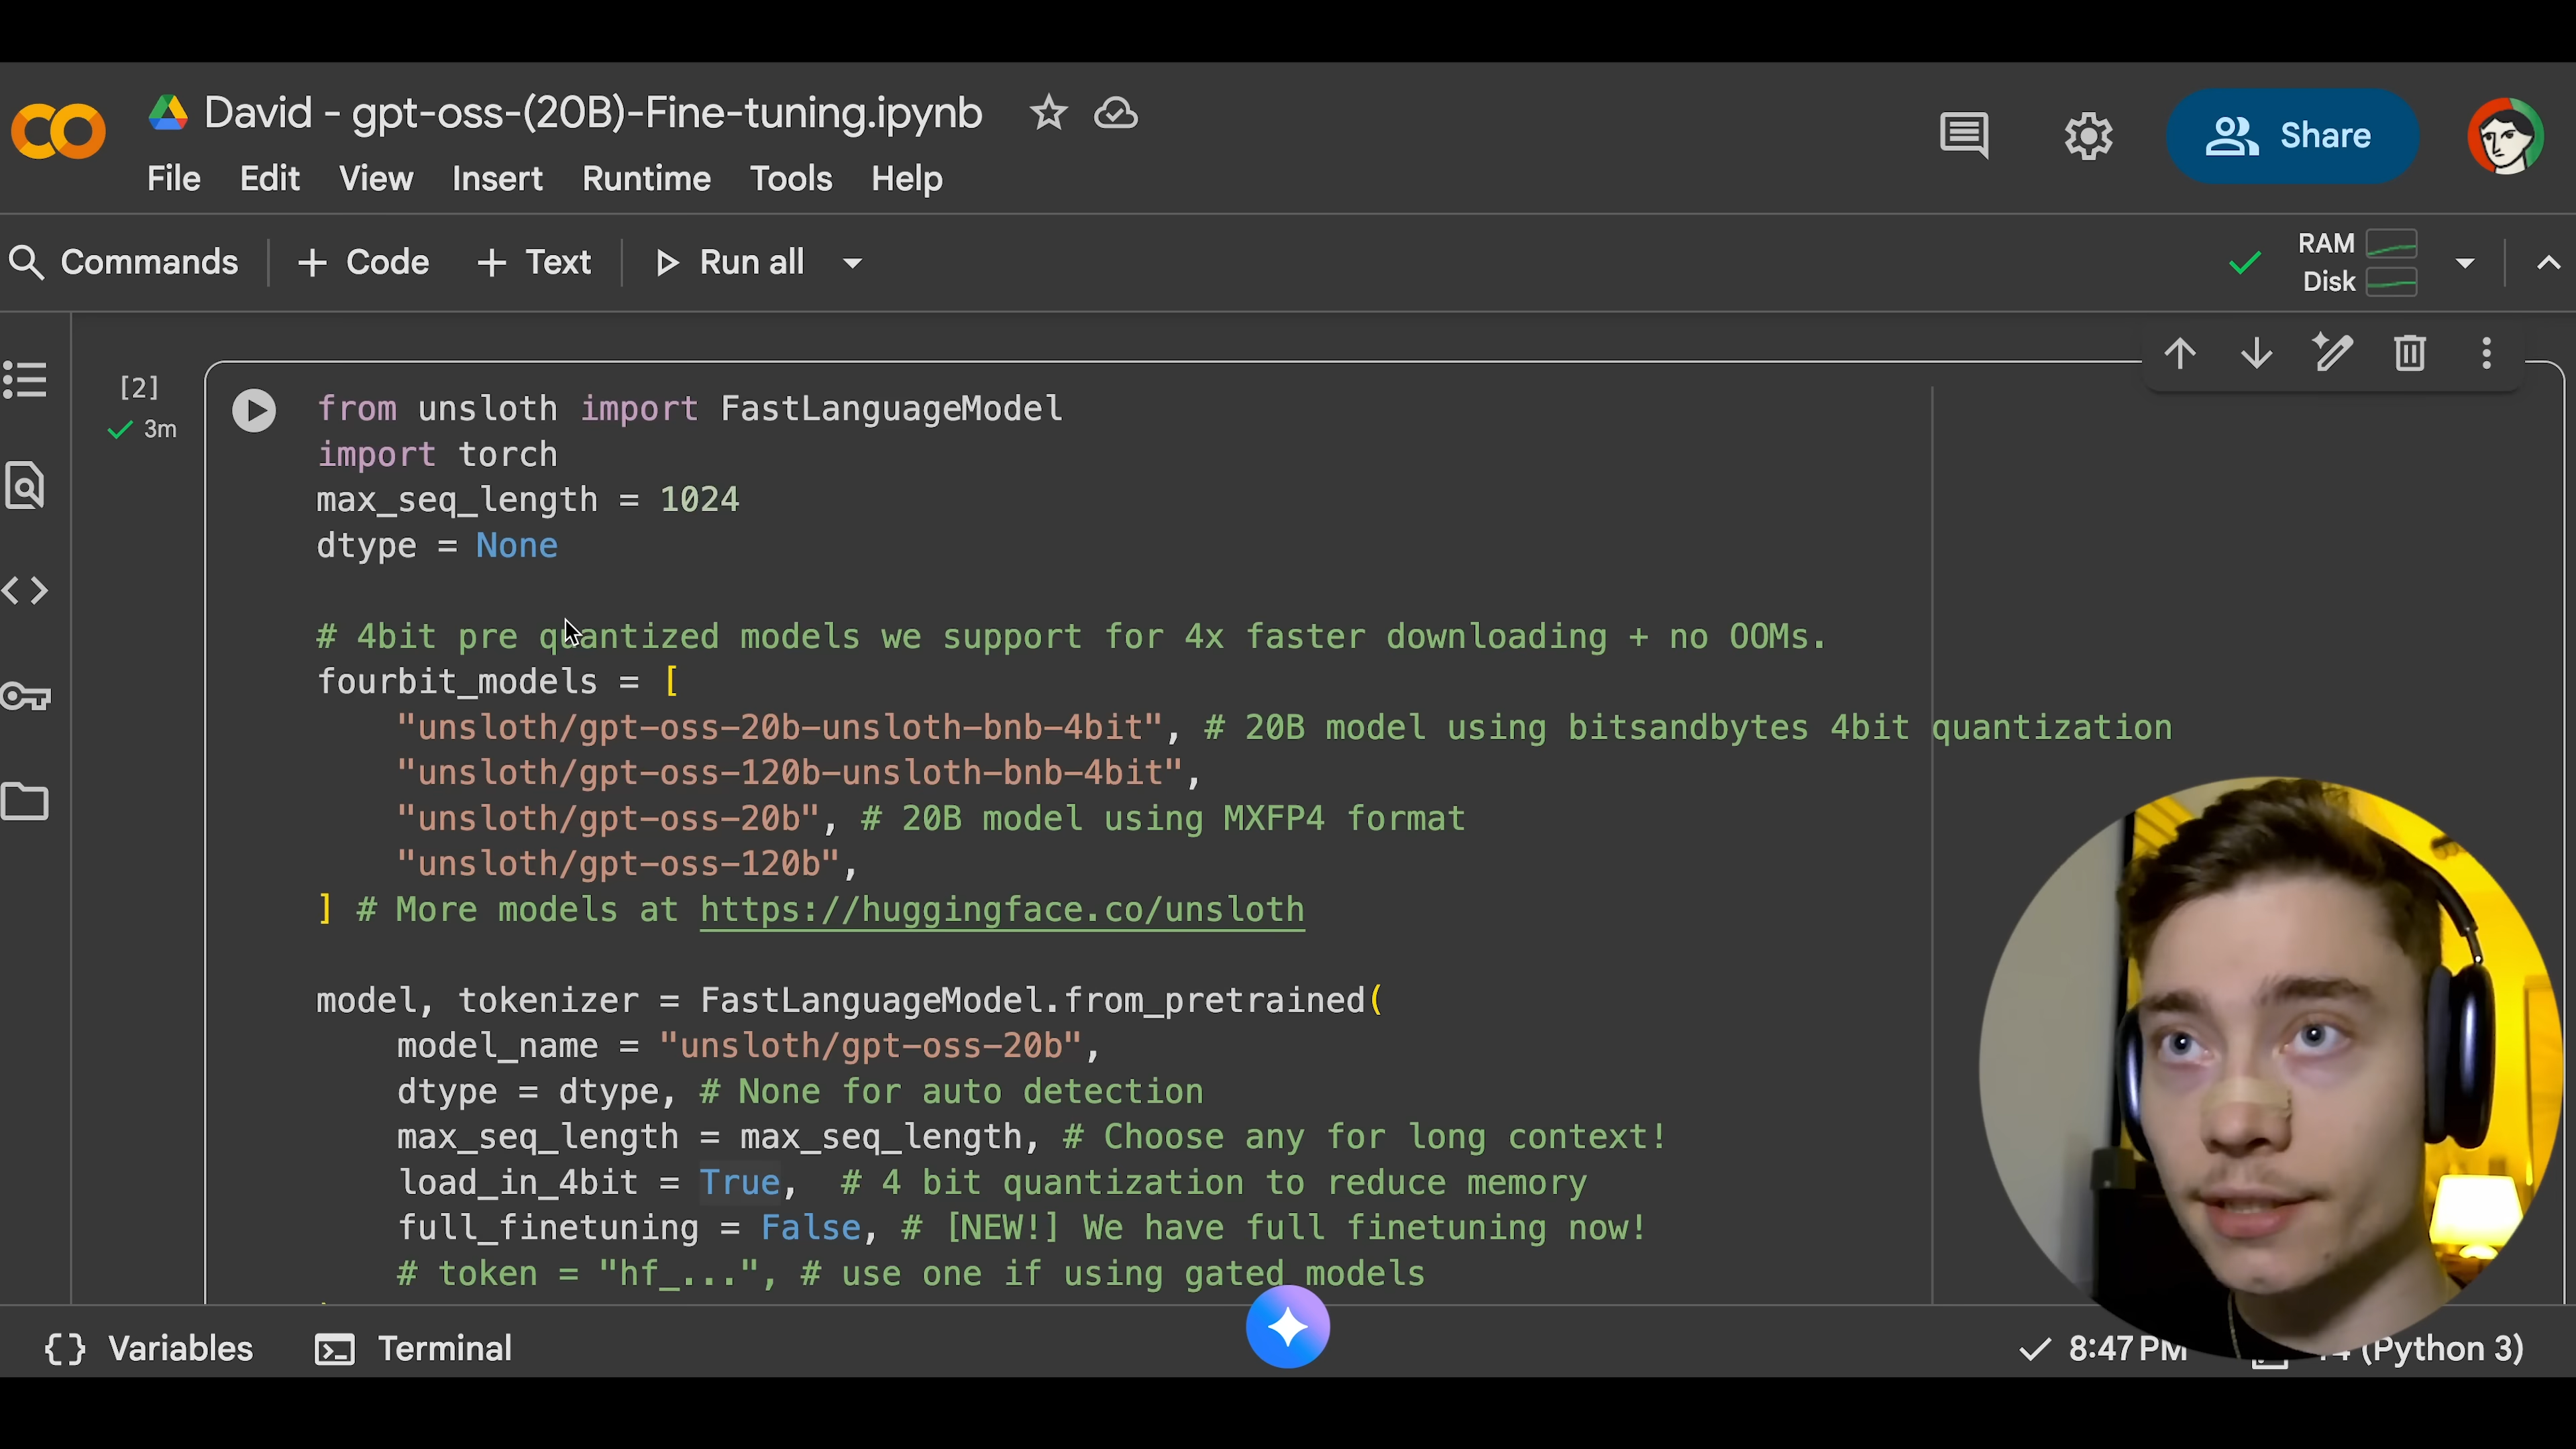 David - gpt-oss-(20B)-Fine-tuning.ipynb
File Edit View Insert Runtime Tools Help
Share
Commands + Code + Text Run all
RAM
Disk
[2]
3m
from unsloth import FastLanguageModel
import torch
max_seq_length = 1024
dtype = None
# 4bit pre quantized models we support for 4x faster downloading + no OOMs.
fourbit_models = [
"unsloth/gpt-oss-20b-unsloth-bnb-4bit", # 20B model using bitsandbytes 4bit quantization
"unsloth/gpt-oss-120b-unsloth-bnb-4bit",
"unsloth/gpt-oss-20b", # 20B model using MXFP4 format
"unsloth/gpt-oss-120b",
] # More models at https://huggingface.co/unsloth
model, tokenizer = FastLanguageModel.from_pretrained(
model_name = "unsloth/gpt-oss-20b",
dtype = dtype, # None for auto detection
max_seq_length = max_seq_length, # Choose any for long context!
load_in_4bit = True, # 4 bit quantization to reduce memory
full_finetuning = False, # [NEW!] We have full finetuning now!
# token = "hf_...", # use one if using gated models
{} Variables Terminal
8:47 PM (Python 3)